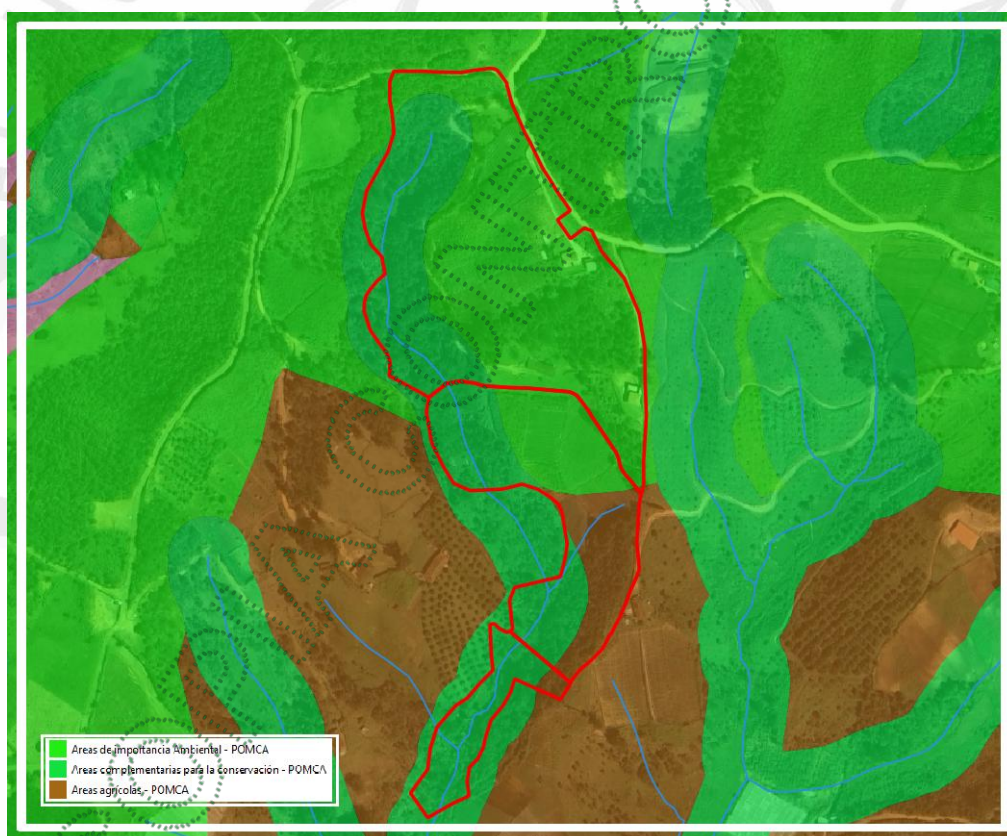 Areas de importancia Ambiental - POMCA
Areas complementarias para la conservación - POMCA
Areas agrícolas - POMCA